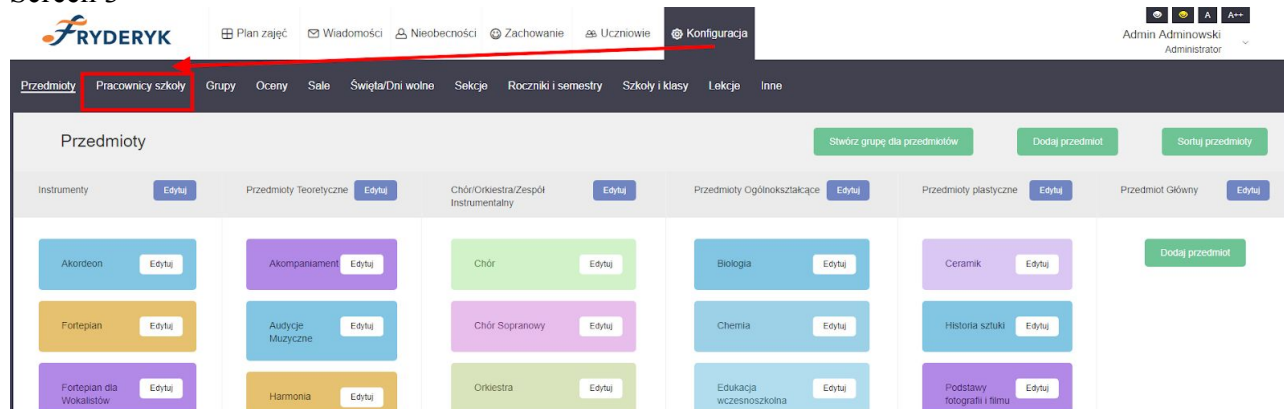 FRYDERYK
Plan zajęć Wiadomości Nieobecności Zachowanie Uczniowie Konfiguracja
A A++
Admin Adminowski
Administrator
Przedmioty Pracownicy szkoły Grupy Oceny Sale Święta/Dni wolne Sekcje Roczniki i semestry Szkoły i klasy Lekcje Inne
Przedmioty Stwórz grupę dla przedmiotów Dodaj przedmiot Sortuj przedmioty
Instrumenty Edytuj Przedmioty Teoretyczne Edytuj Chór/Orkiestra/Zespół Edytuj Przedmioty Ogólnokształcące Edytuj Przedmioty plastyczne Edytuj Przedmiot Główny Edytuj
Instrumentalny
Akordeon Edytuj Akompaniament Edytuj Chór Edytuj Biologia Edytuj Ceramik Edytuj Dodaj przedmiot
Fortepian Edytuj Audycje Edytuj Chór Sopranowy Edytuj Chemia Edytuj Historia sztuki Edytuj
Muzyczne
Fortepian dla Edytuj Harmonia Edytuj Orkiestra Edytuj Edukacja Edytuj Podstawy Edytuj
Wokalistów wczesnoszkolna fotografii i filmu